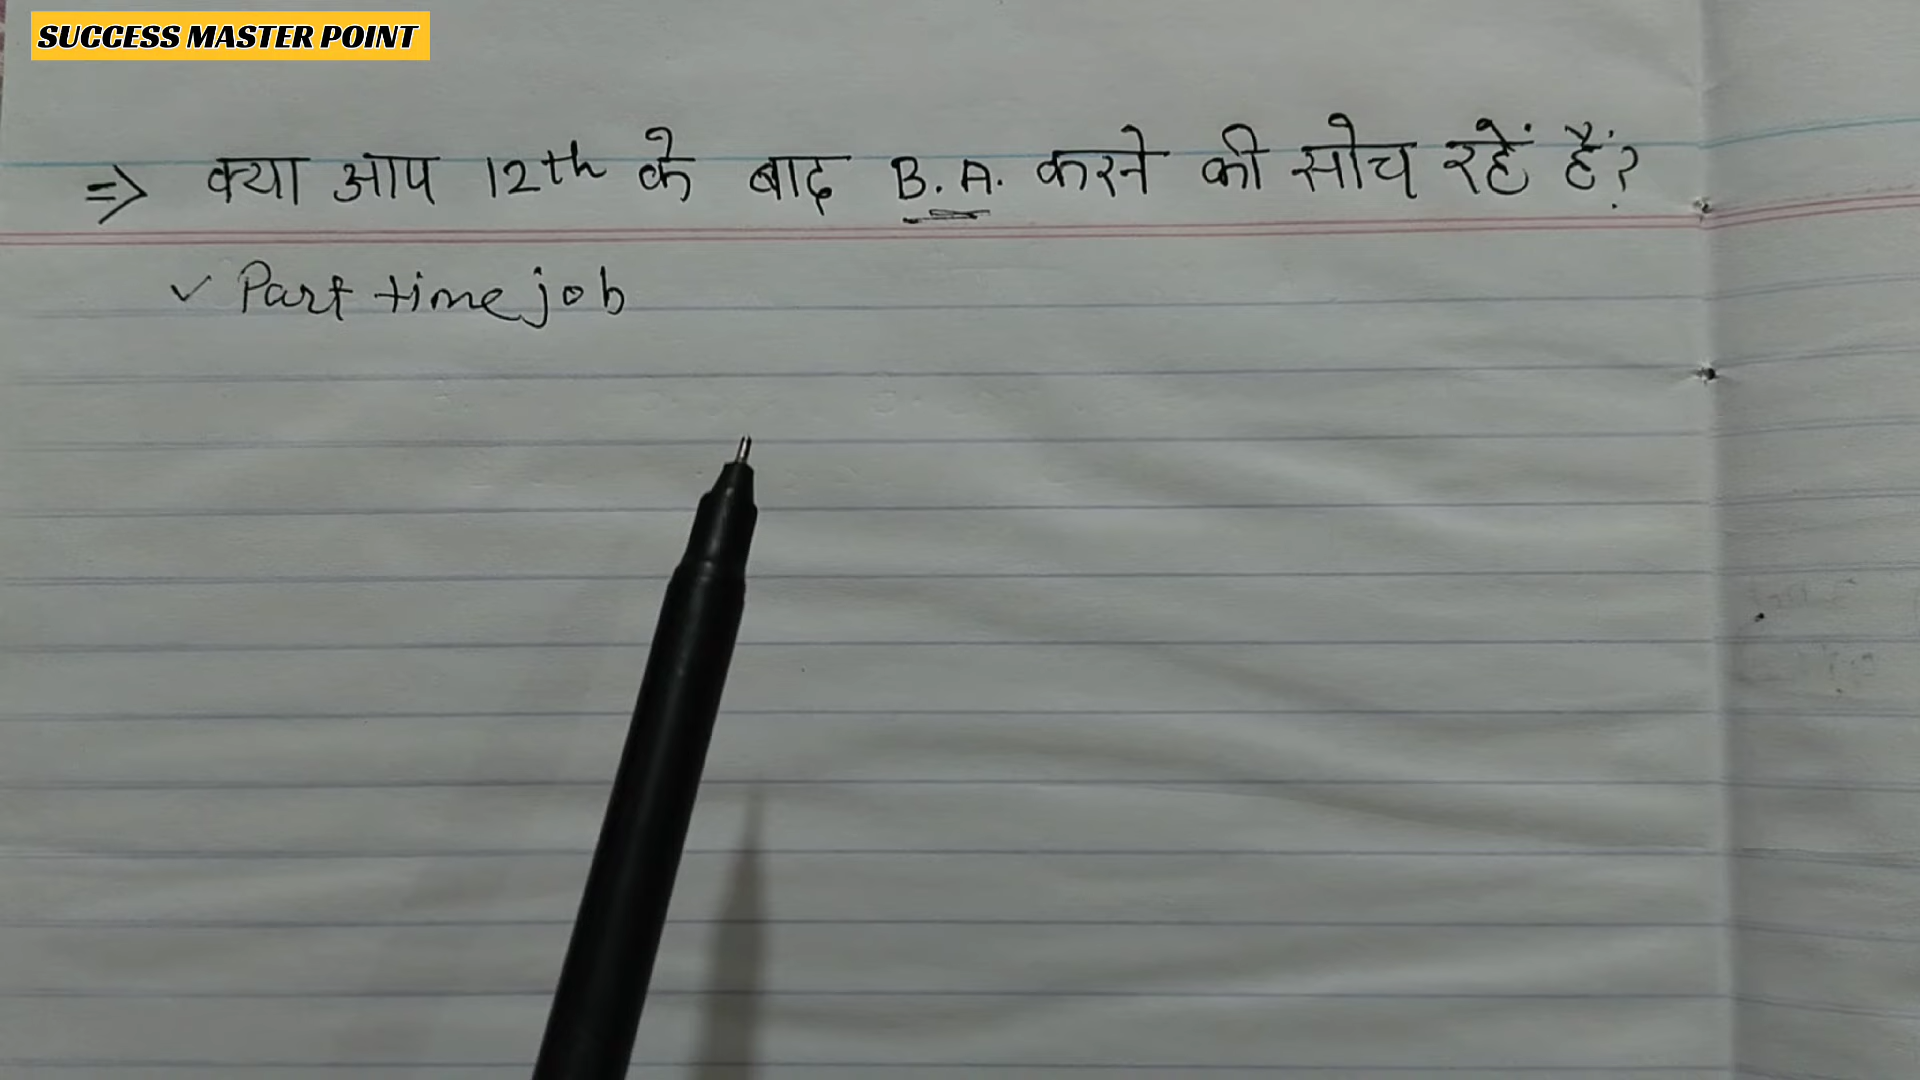 SUCCESS MASTER POINT
=> क्या आप 12th के बाद B.A. करने की सोच रहें हैं?
✓ Part time job